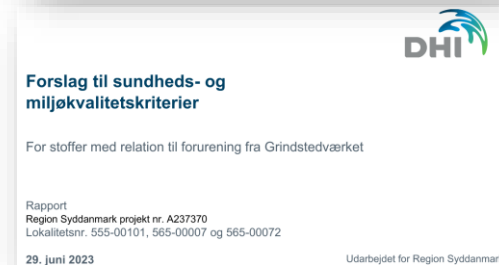 DHI
Forslag til sundheds- og
miljøkvalitetskriterier
For stoffer med relation til forurening fra Grindstedværket
Rapport
Region Syddanmark projekt nr. A237370
Lokalitetsnr. 555-00101, 565-00007 og 565-00072
29. juni 2023
Udarbejdet for Region Syddanmar